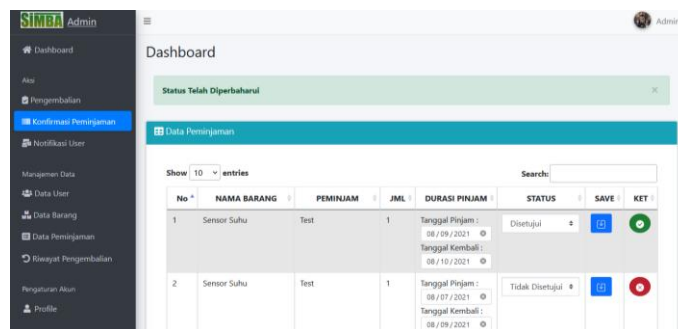 SIMBA Admin
Admin
Dashboard
Dashboard
Aksi
Status Telah Diperbaharui ×
Pengembalian
Konfirmasi Peminjaman
Data Peminjaman
Notifikasi User
Manajemen Data
Show 10 entries Search:
Data User
No NAMA BARANG PEMINJAM JML DURASI PINJAM STATUS SAVE KET
Data Barang
1 Sensor Suhu Test 1 Tanggal Pinjam :
08/09/2021
Disetujui
Tanggal Kembali :
08/10/2021
Data Peminjaman
Riwayat Pengembalian
2 Sensor Suhu Test 1 Tanggal Pinjam :
08/07/2021
Tidak Disetujui
Tanggal Kembali :
08/09/2021
Pengaturan Akun
Profile